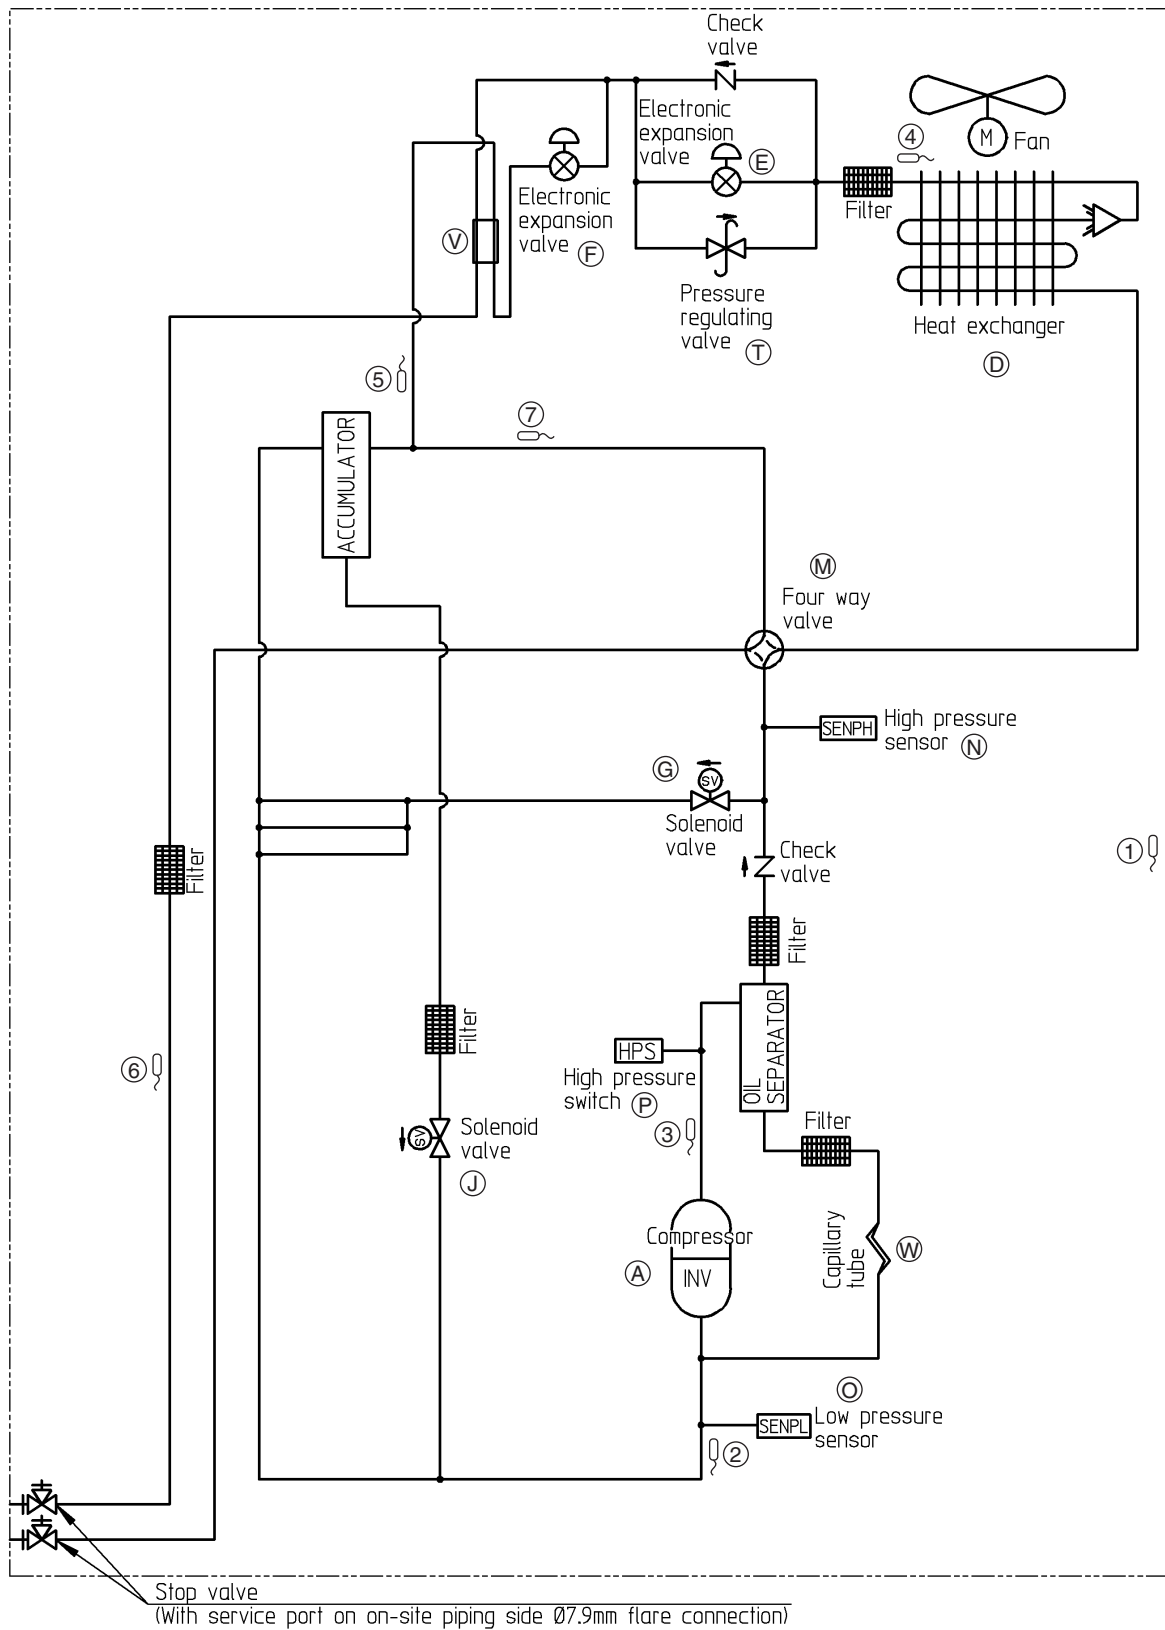 Check
valve
Electronic
expansion
valve
E
4
M
Fan
Filter
Electronic
expansion
valve F
V
Pressure
regulating
valve T
Heat exchanger
D
5
7
ACCUMULATOR
M
Four way
valve
SENPH
High pressure
sensor N
G
SV
Solenoid
valve
Check
valve
1
Filter
Filter
Filter
OIL
SEPARATOR
6
HPS
High pressure
switch P
3
SV
Solenoid
valve
J
Filter
Compressor
INV
A
Capillary
tube
W
O
SENPL
Low pressure
sensor
2
Stop valve
(With service port on on-site piping side Ø7.9mm flare connection)